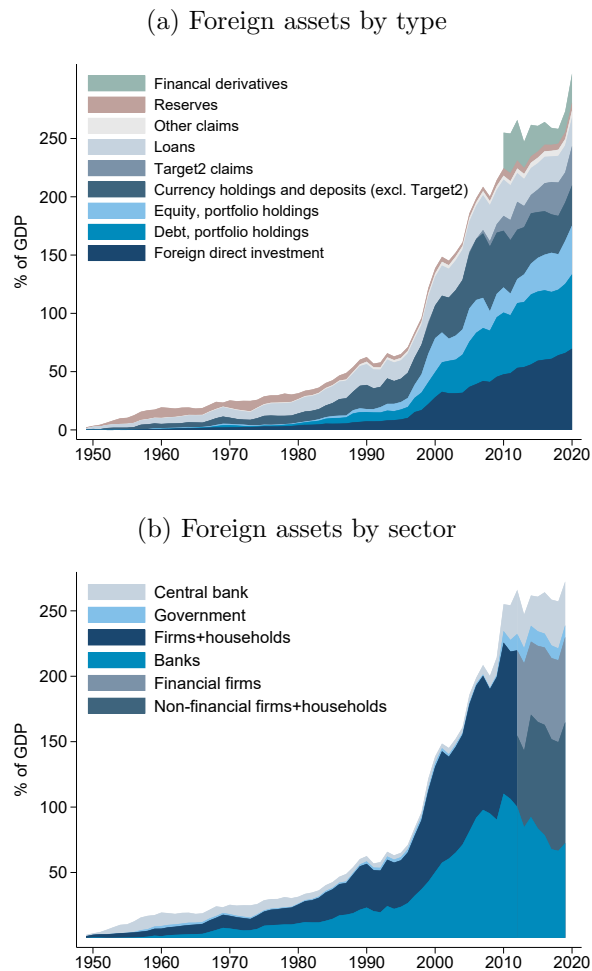 (a) Foreign assets by type
Financal derivatives
Reserves
Other claims
Loans
Target2 claims
Currency holdings and deposits (excl. Target2)
Equity, portfolio holdings
Debt, portfolio holdings
Foreign direct investment
% of GDP
250
200
150
100
50
0
1950 1960 1970 1980 1990 2000 2010 2020
(b) Foreign assets by sector
Central bank
Government
Firms+households
Banks
Financial firms
Non-financial firms+households
% of GDP
250
200
150
100
50
1950 1960 1970 1980 1990 2000 2010 2020